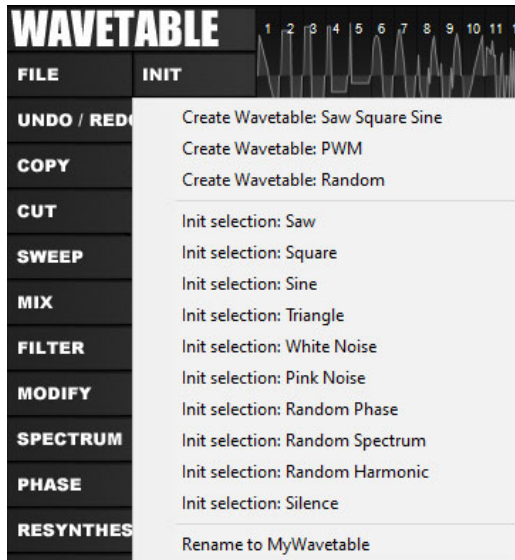 WAVETABLE
1 2 3 4 5 6 7 8 9 10 11
FILE INIT
UNDO /
Create Wavetable: Saw Square Sine
Create Wavetable: PWM
COPY
Create Wavetable: Random
CUT
Init selection: Saw
SWEEP
Init selection: Square
Init selection: Sine
MIX
Init selection: Triangle
FILTER
Init selection: White Noise
Init selection: Pink Noise
MODIFY
Init selection: Random Phase
SPECTRUM
Init selection: Random Spectrum
Init selection: Random Harmonic
PHASE
Init selection: Silence
RESYNTHES
Rename to MyWavetable